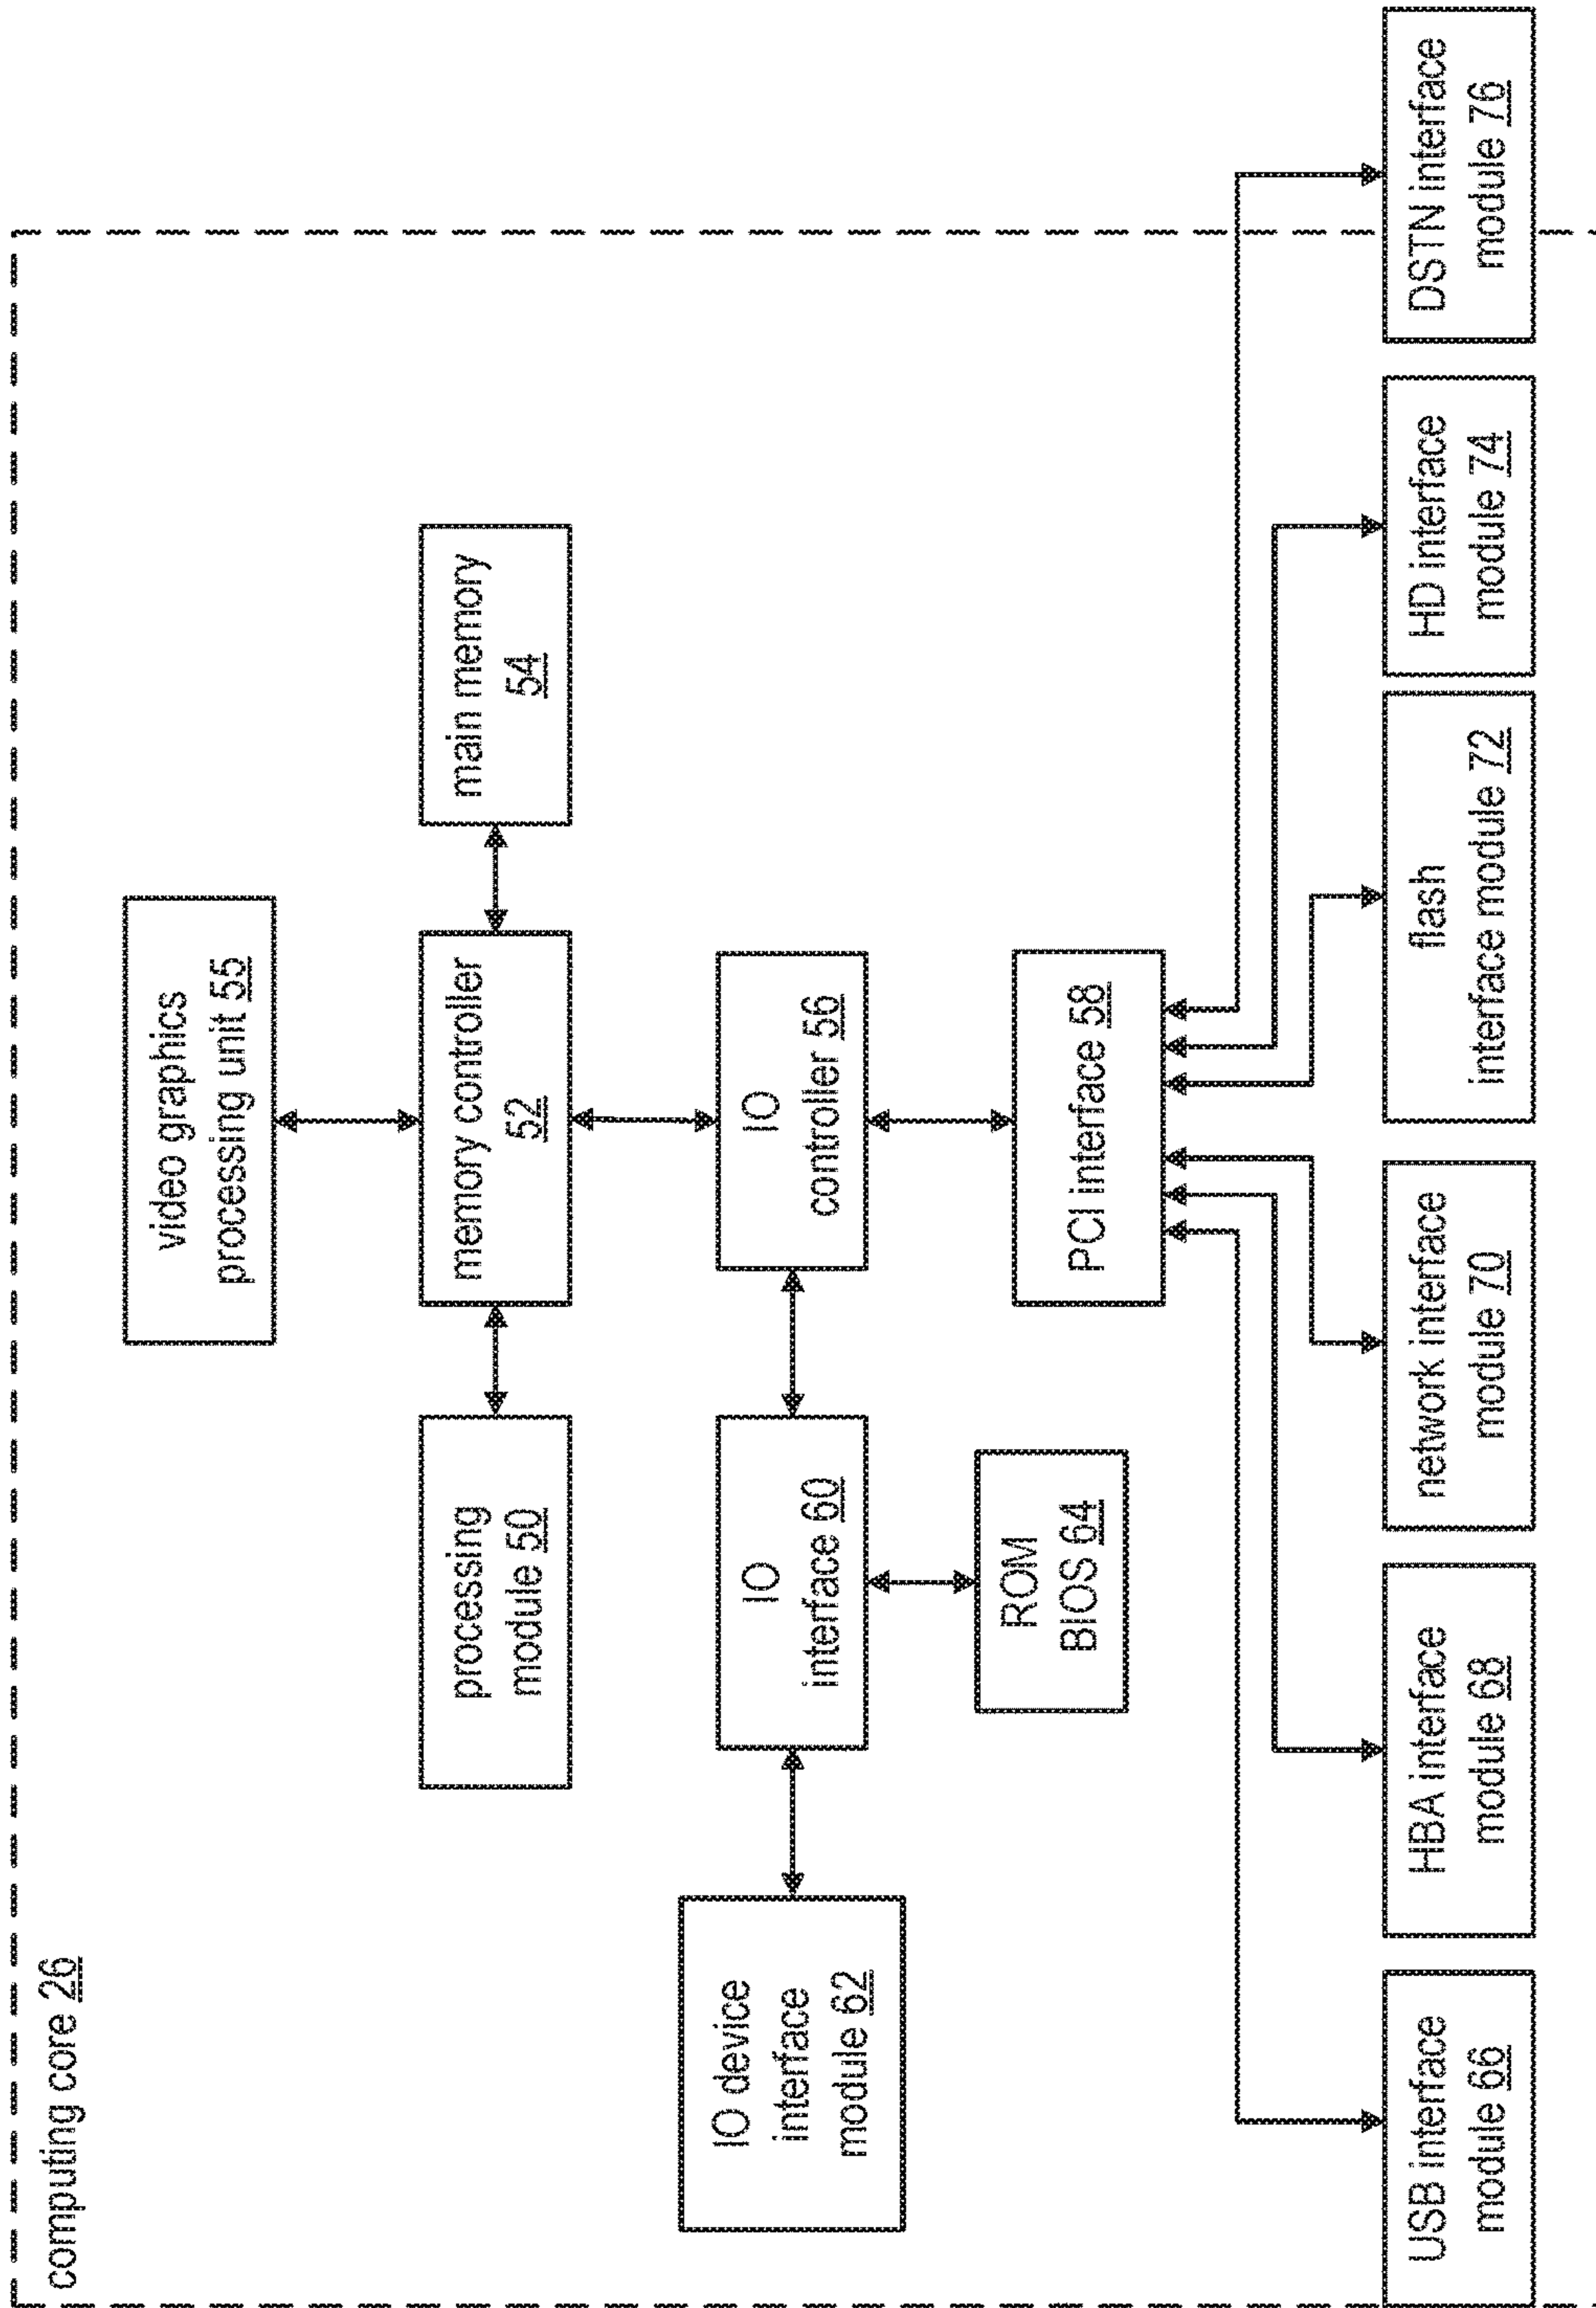 computing core 26
video graphics
processing unit 55
processing
module 50
memory controller
52
main memory
54
IO device
interface
module 62
IO
interface 60
IO
controller 56
ROM
BIOS 64
PCI interface 58
USB interface
module 66
HBA interface
module 68
network interface
module 70
flash
interface module 72
HD interface
module 74
DSTN interface
module 76